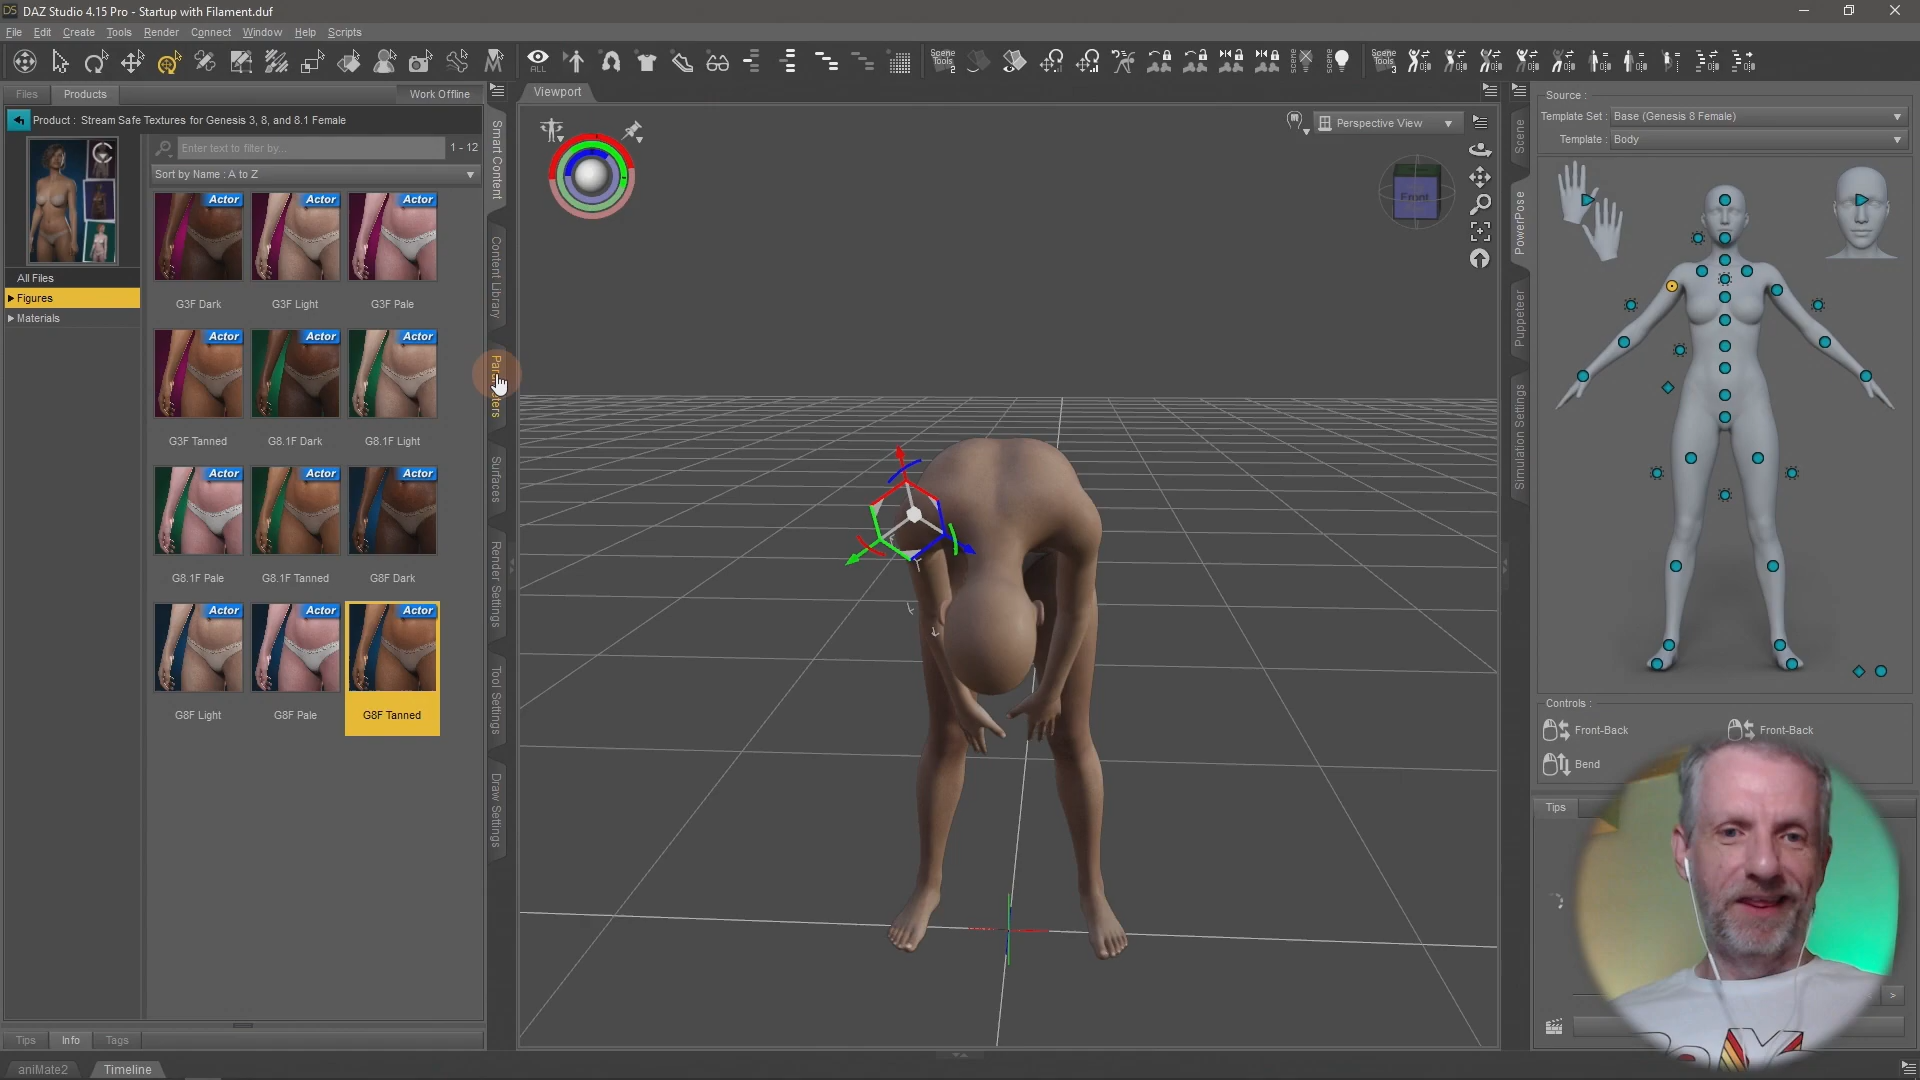 DS DAZ Studio 4.15 Pro - Startup with Filament.duf
File Edit Create Tools Render Connect Window Help Scripts
ALL
Scene Tools 2
scene
scene
Scene Tools 3
Files Products Work Offline
Product : Stream Safe Textures for Genesis 3, 8, and 8.1 Female
Enter text to filter by... 1 - 12
Sort by Name : A to Z
All Files
Figures
Materials
Actor Actor Actor
G3F Dark G3F Light G3F Pale
Actor Actor Actor
G3F Tanned G8.1F Dark G8.1F Light
Actor Actor Actor
G8.1F Pale G8.1F Tanned G8F Dark
Actor Actor Actor
G8F Light G8F Pale G8F Tanned
Tips Info Tags
aniMate2 Timeline
Smart Content
Content Library
Surfaces
Render Settings
Tool Settings
Draw Settings
Viewport
Perspective View
Front
Scene
PowerPose
Puppeteer
Simulation Settings
Source :
Template Set : Base (Genesis 8 Female)
Template : Body
Controls :
Front-Back Front-Back
Bend
Tips
>